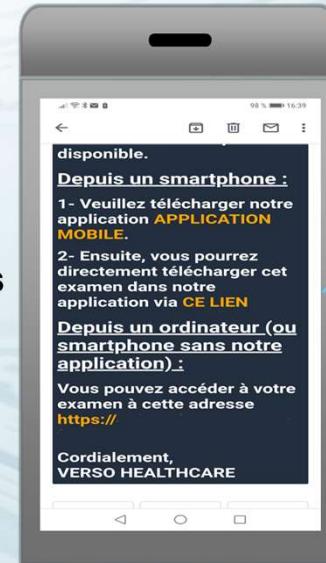 98 % 16:39
disponible.
Depuis un smartphone :
1- Veuillez télécharger notre
application APPLICATION
MOBILE.
2- Ensuite, vous pourrez
directement télécharger cet
examen dans notre
application via CE LIEN
Depuis un ordinateur (ou
smartphone sans notre
application) :
Vous pouvez accéder à votre
examen à cette adresse
https://
Cordialement,
VERSO HEALTHCARE
s